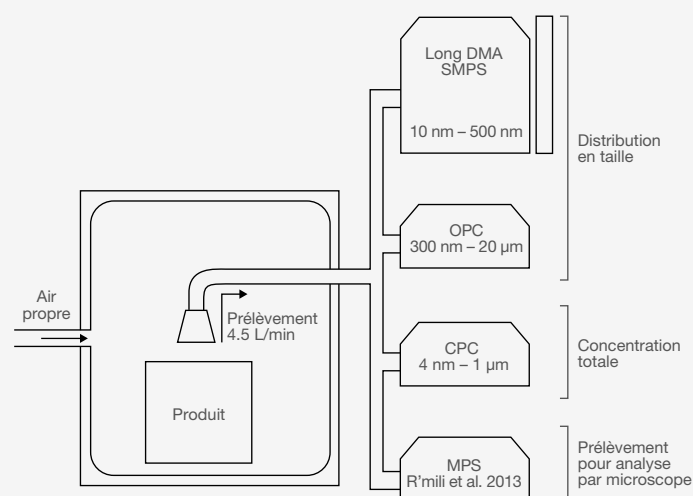 Long DMA
SMPS
10 nm – 500 nm
Distribution
en taille
OPC
300 nm – 20 µm
Air
propre
Prélèvement
4.5 L/min
CPC
4 nm – 1 µm
Concentration
totale
Produit
MPS
R’mili et al. 2013
Prélèvement
pour analyse
par microscope